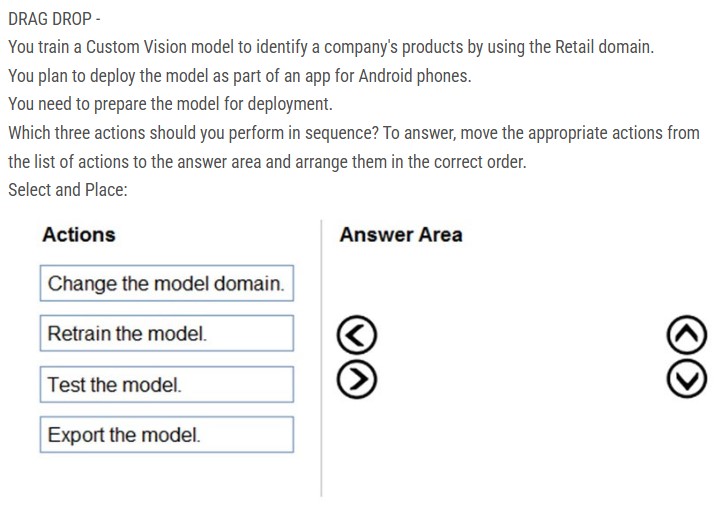 DRAG DROP -
You train a Custom Vision model to identify a company's products by using the Retail domain.
You plan to deploy the model as part of an app for Android phones.
You need to prepare the model for deployment.
Which three actions should you perform in sequence? To answer, move the appropriate actions from
the list of actions to the answer area and arrange them in the correct order.
Select and Place:
Actions
Answer Area
Change the model domain.
Retrain the model.
Test the model.
Export the model.